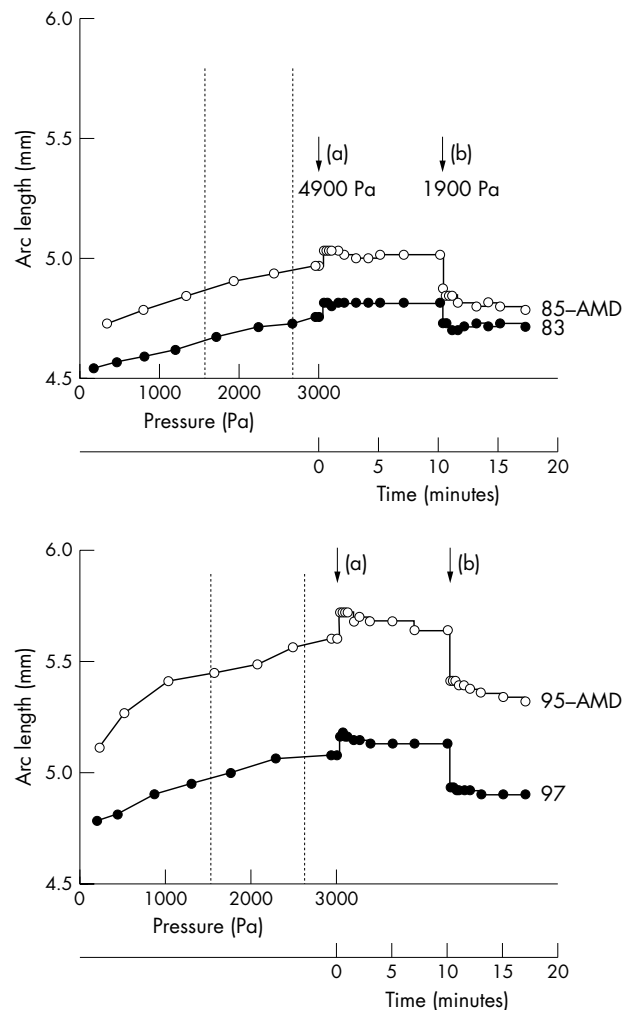 6.0
5.5
5.0
4.5
Arc length (mm)
(a)
4900 Pa
(b)
1900 Pa
85–AMD
83
0 1000 2000 3000
Pressure (Pa)
0 5 10 15 20
Time (minutes)
6.0
5.5
5.0
4.5
Arc length (mm)
(a)
(b)
95–AMD
97
0 1000 2000 3000
Pressure (Pa)
0 5 10 15 20
Time (minutes)